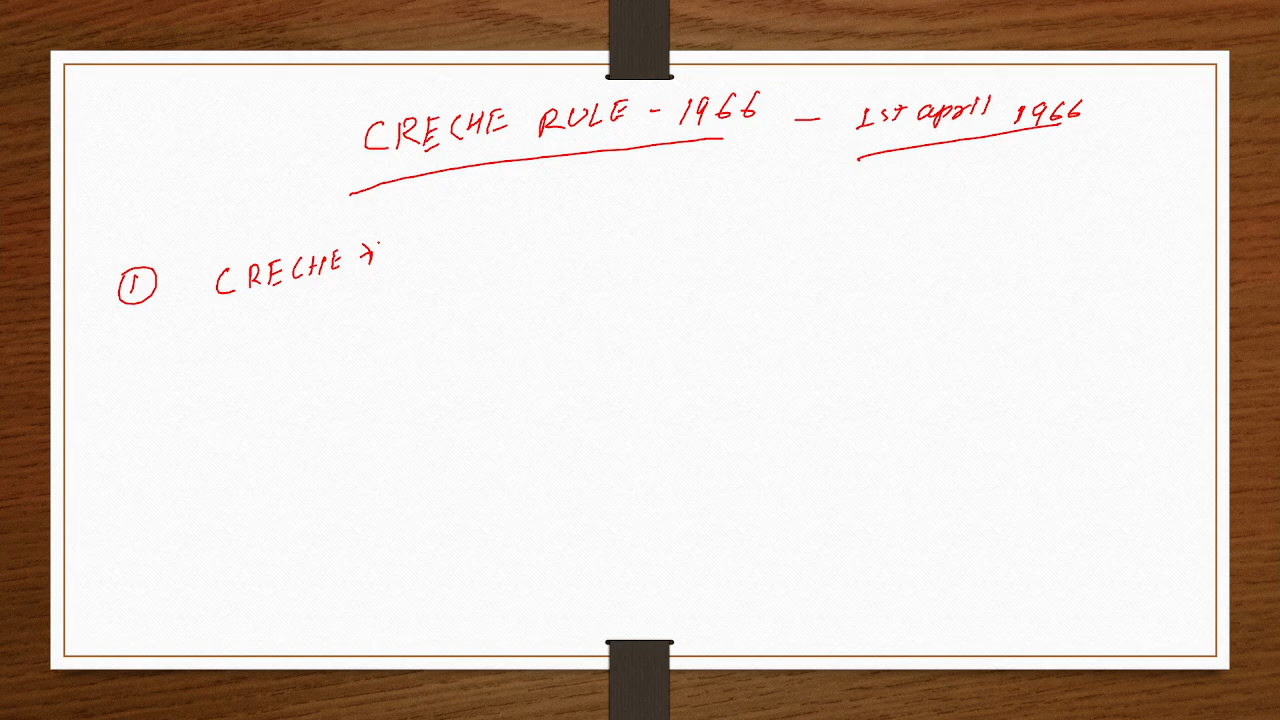 CRECHE RULE - 1966 - 1st april 1966
① CRECHE →